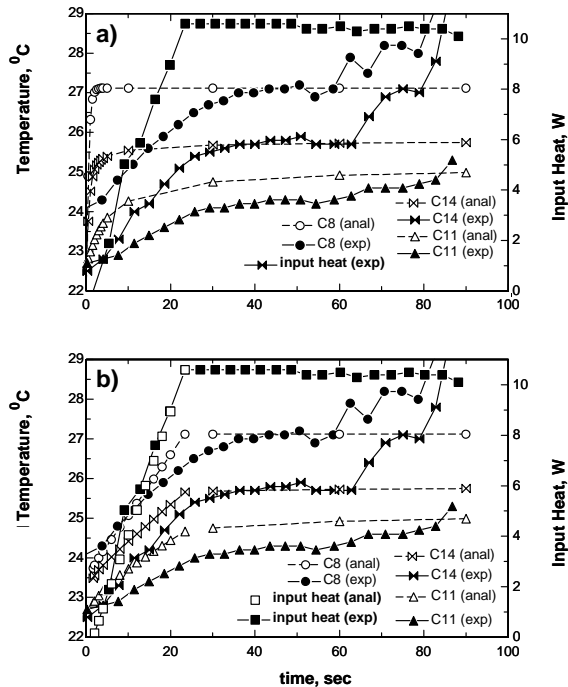 a)
29
28
27
26
25
24
23
22
Temperature, ⁰C
10
8
6
4
2
0
Input Heat, W
C8 (anal)
C8 (exp)
input heat (exp)
C14 (anal)
C14 (exp)
C11 (anal)
C11 (exp)
0 20 40 60 80 100
b)
29
28
27
26
25
24
23
22
| Temperature, ⁰C
10
8
6
4
2
0
Input Heat, W
C8 (anal)
C8 (exp)
input heat (anal)
input heat (exp)
C14 (anal)
C14 (exp)
C11 (anal)
C11 (exp)
0 20 40 60 80 100
time, sec